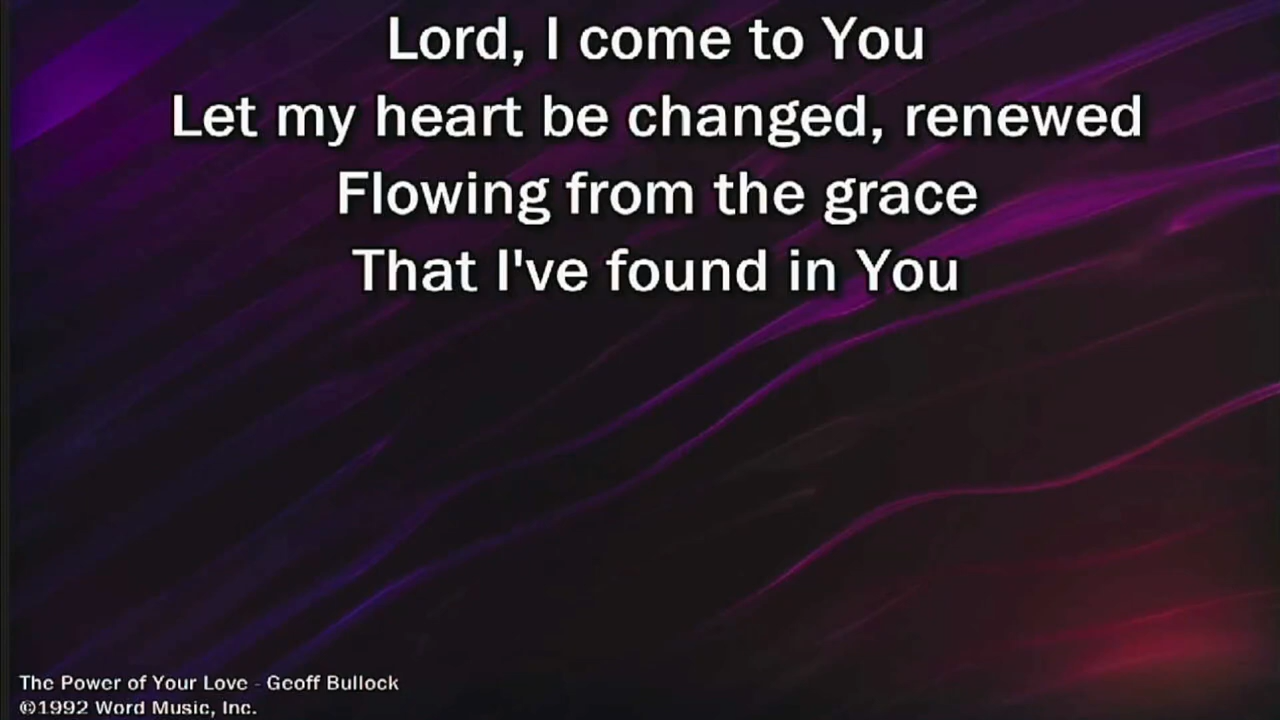 Lord, I come to You
Let my heart be changed, renewed
Flowing from the grace
That I've found in You
The Power of Your Love - Geoff Bullock
©1992 Word Music, Inc.